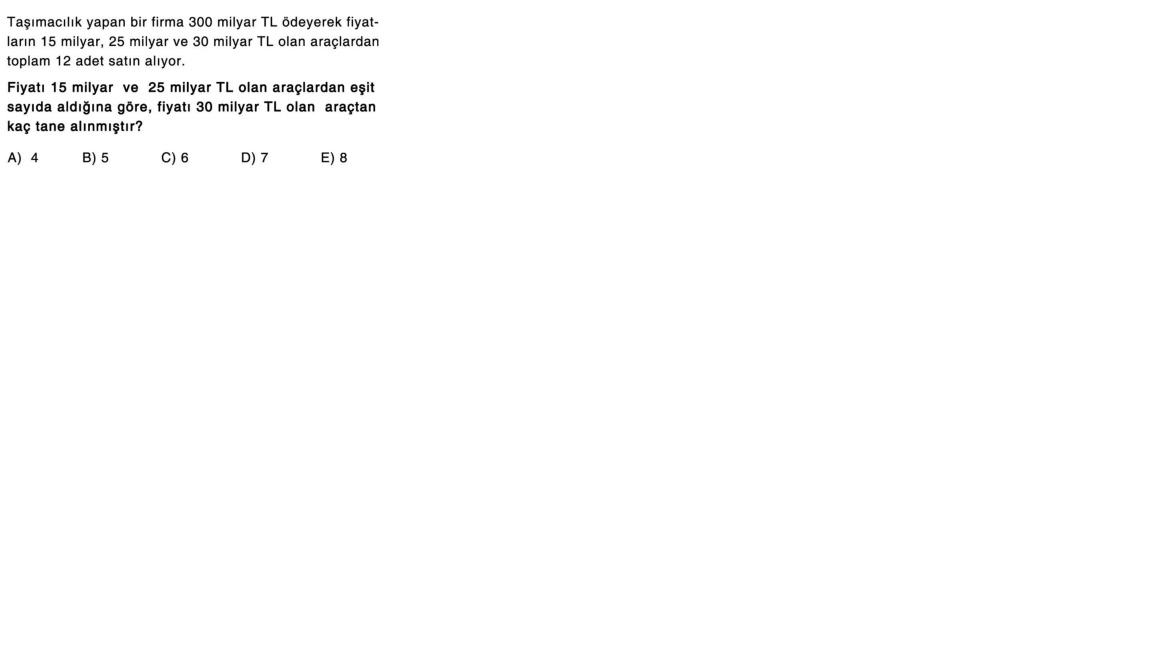 Taşımacılık yapan bir firma 300 milyar TL ödeyerek fiyat-
ların 15 milyar, 25 milyar ve 30 milyar TL olan araçlardan
toplam 12 adet satın alıyor.
Fiyatı 15 milyar ve 25 milyar TL olan araçlardan eşit
sayıda aldığına göre, fiyatı 30 milyar TL olan araçtan
kaç tane alınmıştır?
A) 4 B) 5 C) 6 D) 7 E) 8